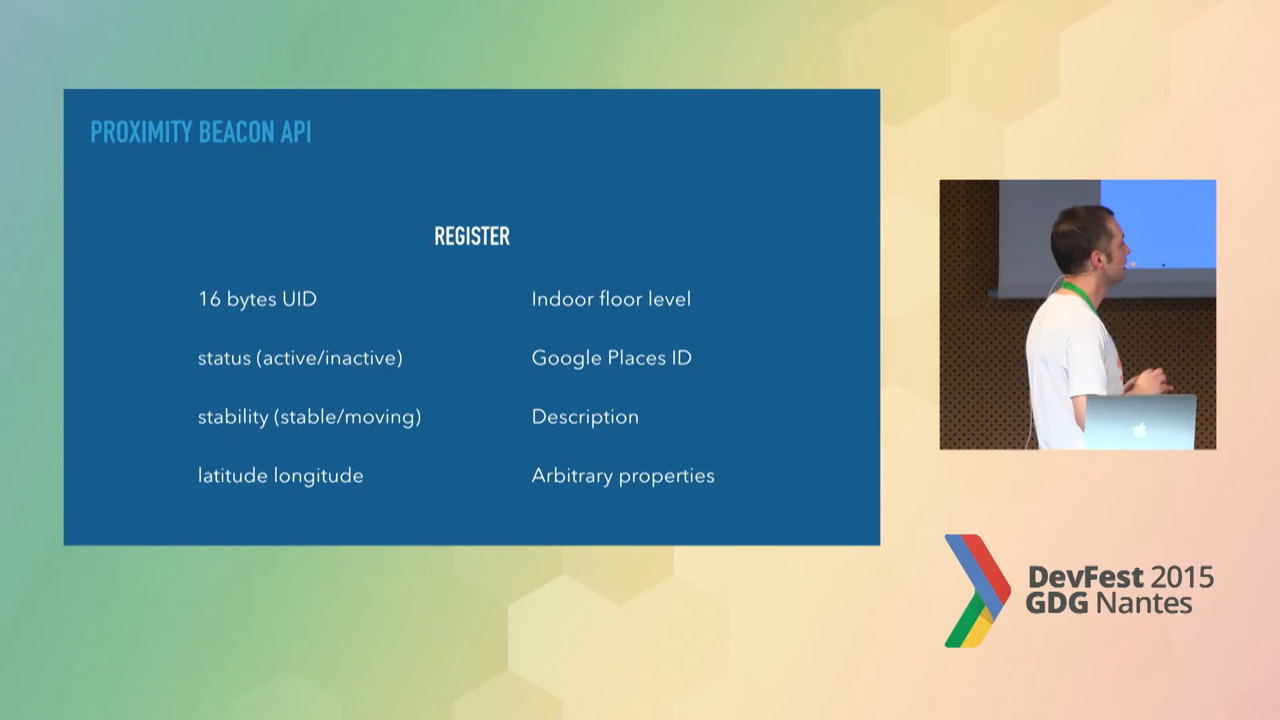 PROXIMITY BEACON API
REGISTER
16 bytes UID
status (active/inactive)
stability (stable/moving)
latitude longitude
Indoor floor level
Google Places ID
Description
Arbitrary properties
DevFest 2015
GDG Nantes